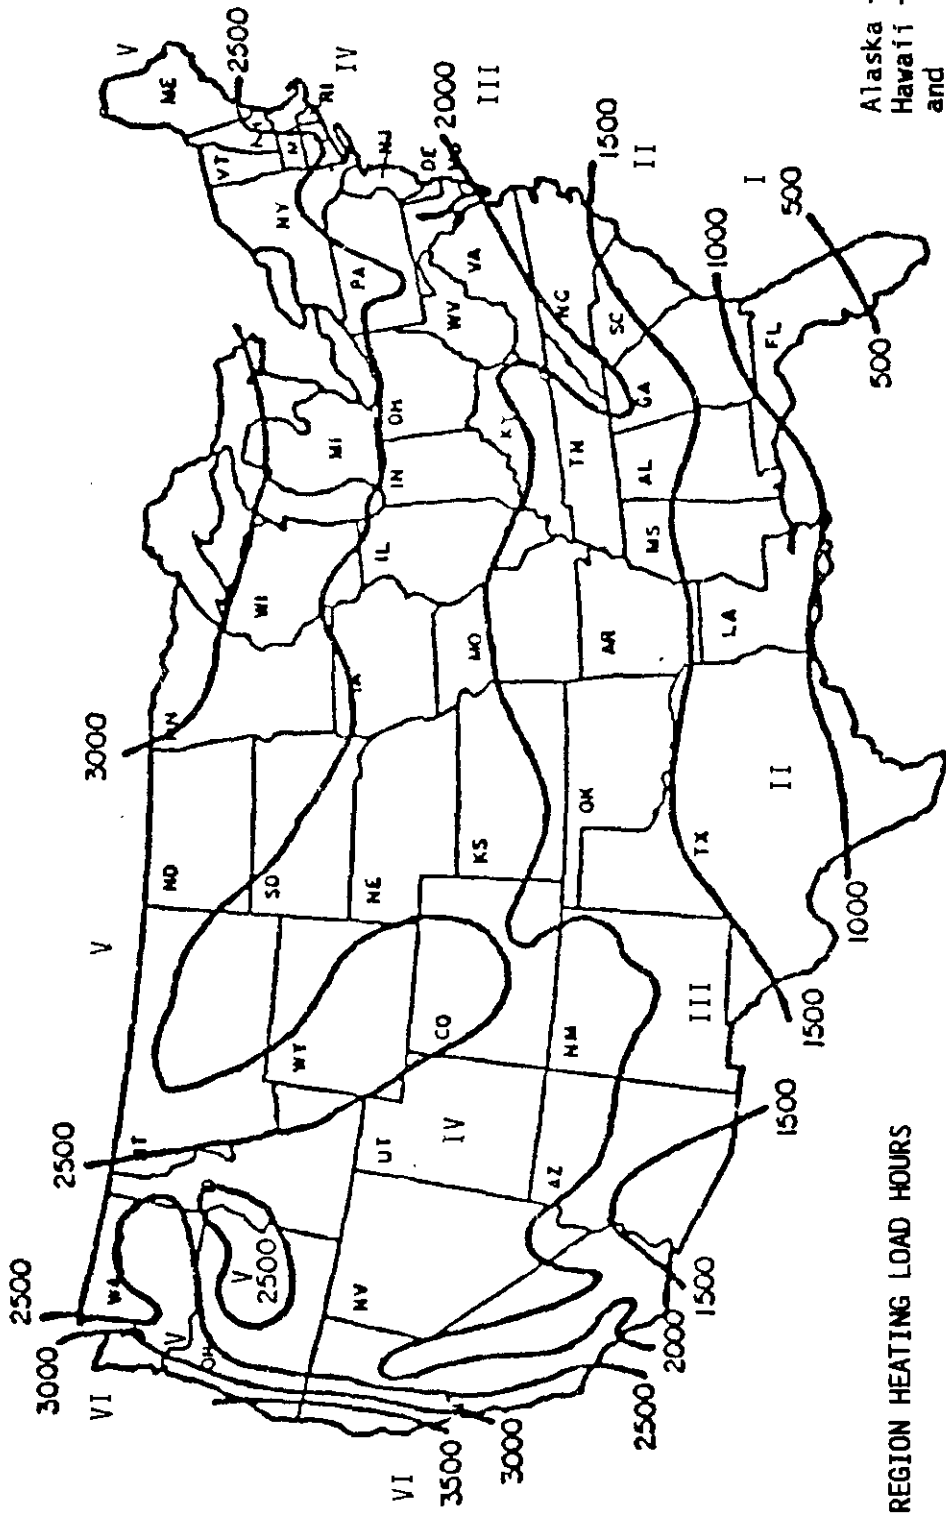 3000
2500
2500
3000
V
V
VI
WA
MT
ND
MN
ME
2500
V
V
2500
OR
SD
WI
VT
NY
RI
IV
WY
MI
VI
3500
3000
NV
UT
IV
CO
NE
IA
IL
IN
OH
PA
NJ
DE
2000
III
2500
KS
MO
KY
WV
VA
2000
AZ
NM
OK
AR
TN
NC
1500
II
1500
1500
III
TX
II
LA
MS
AL
GA
SC
1000
I
1500
1000
FL
500
500
REGION HEATING LOAD HOURS
Alaska -
Hawaii -
and